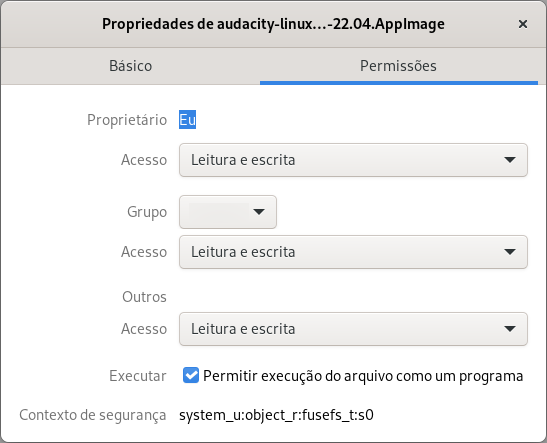 Propriedades de audacity-linux...-22.04.AppImage
Básico
Permissões
Proprietário Eu
Acesso Leitura e escrita
Grupo
Acesso Leitura e escrita
Outros
Acesso Leitura e escrita
Executar Permitir execução do arquivo como um programa
Contexto de segurança system_u:object_r:fusefs_t:s0